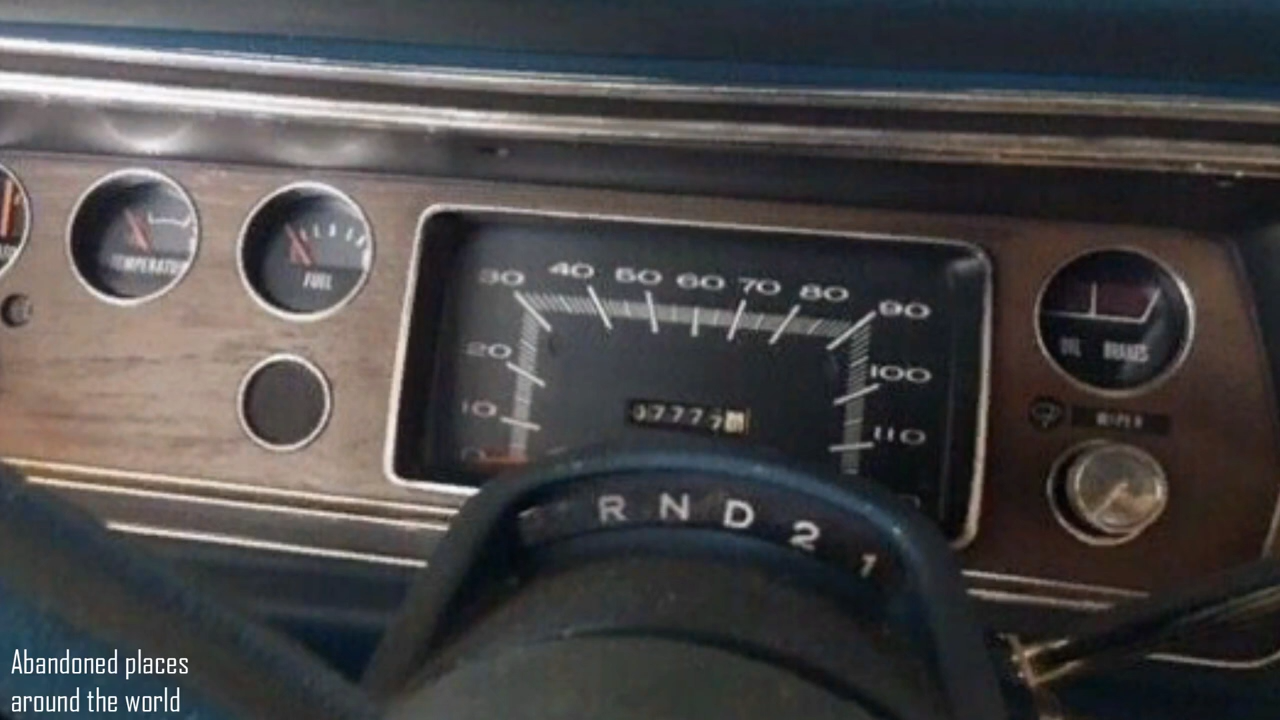 TEMPERATURE
FUEL
30 40 50 60 70 80 90
20 100
10 110
0
OIL BRAKES
WIPER
R N D 2 1
Abandoned places
around the world